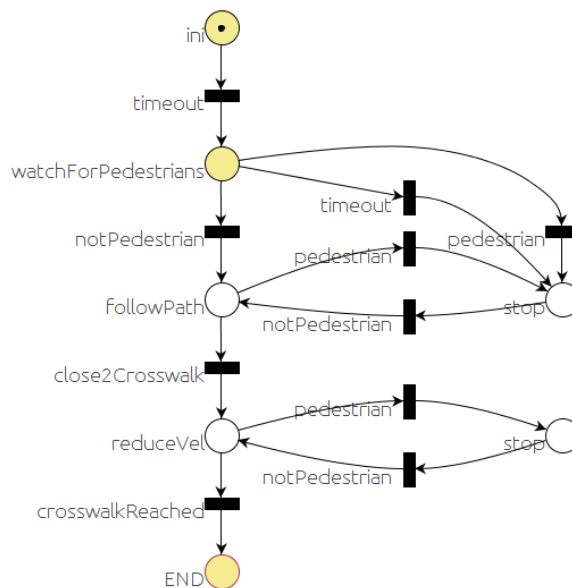 ini
timeout
watchForPedestrians
timeout
notPedestrian
pedestrian
pedestrian
followPath
stop
notPedestrian
close2Crosswalk
pedestrian
reduceVel
stop
notPedestrian
crosswalkReached
END